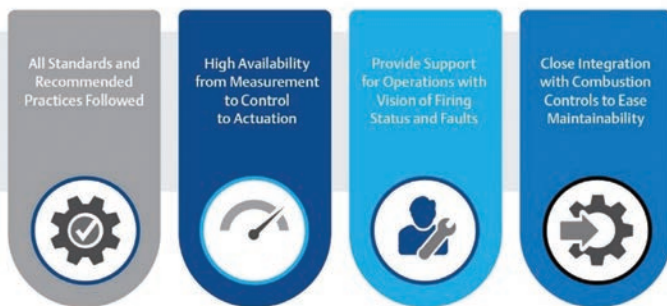 All Standards and
Recommended
Practices Followed
High Availability
from Measurement
to Control
to Actuation
Provide Support
for Operations with
Vision of Firing
Status and Faults
Close Integration
with Combustion
Controls to Ease
Maintainability